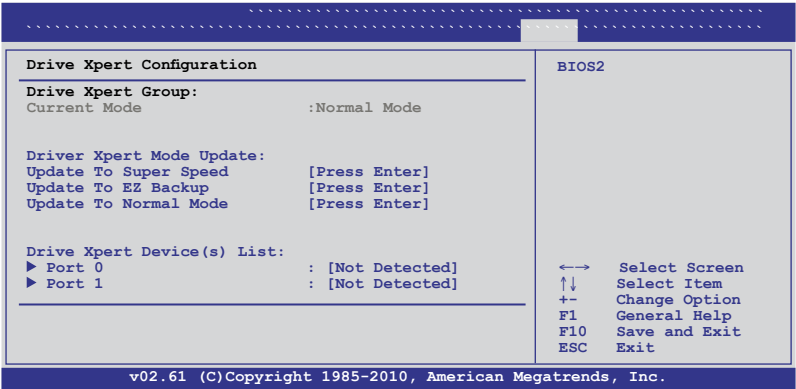 Drive Xpert Configuration
BIOS2
Drive Xpert Group:
Current Mode :Normal Mode
Driver Xpert Mode Update:
Update To Super Speed [Press Enter]
Update To EZ Backup [Press Enter]
Update To Normal Mode [Press Enter]
Drive Xpert Device(s) List:
▶ Port 0 : [Not Detected]
▶ Port 1 : [Not Detected]
←→ Select Screen
↑↓ Select Item
+- Change Option
F1 General Help
F10 Save and Exit
ESC Exit
v02.61 (C)Copyright 1985-2010, American Megatrends, Inc.